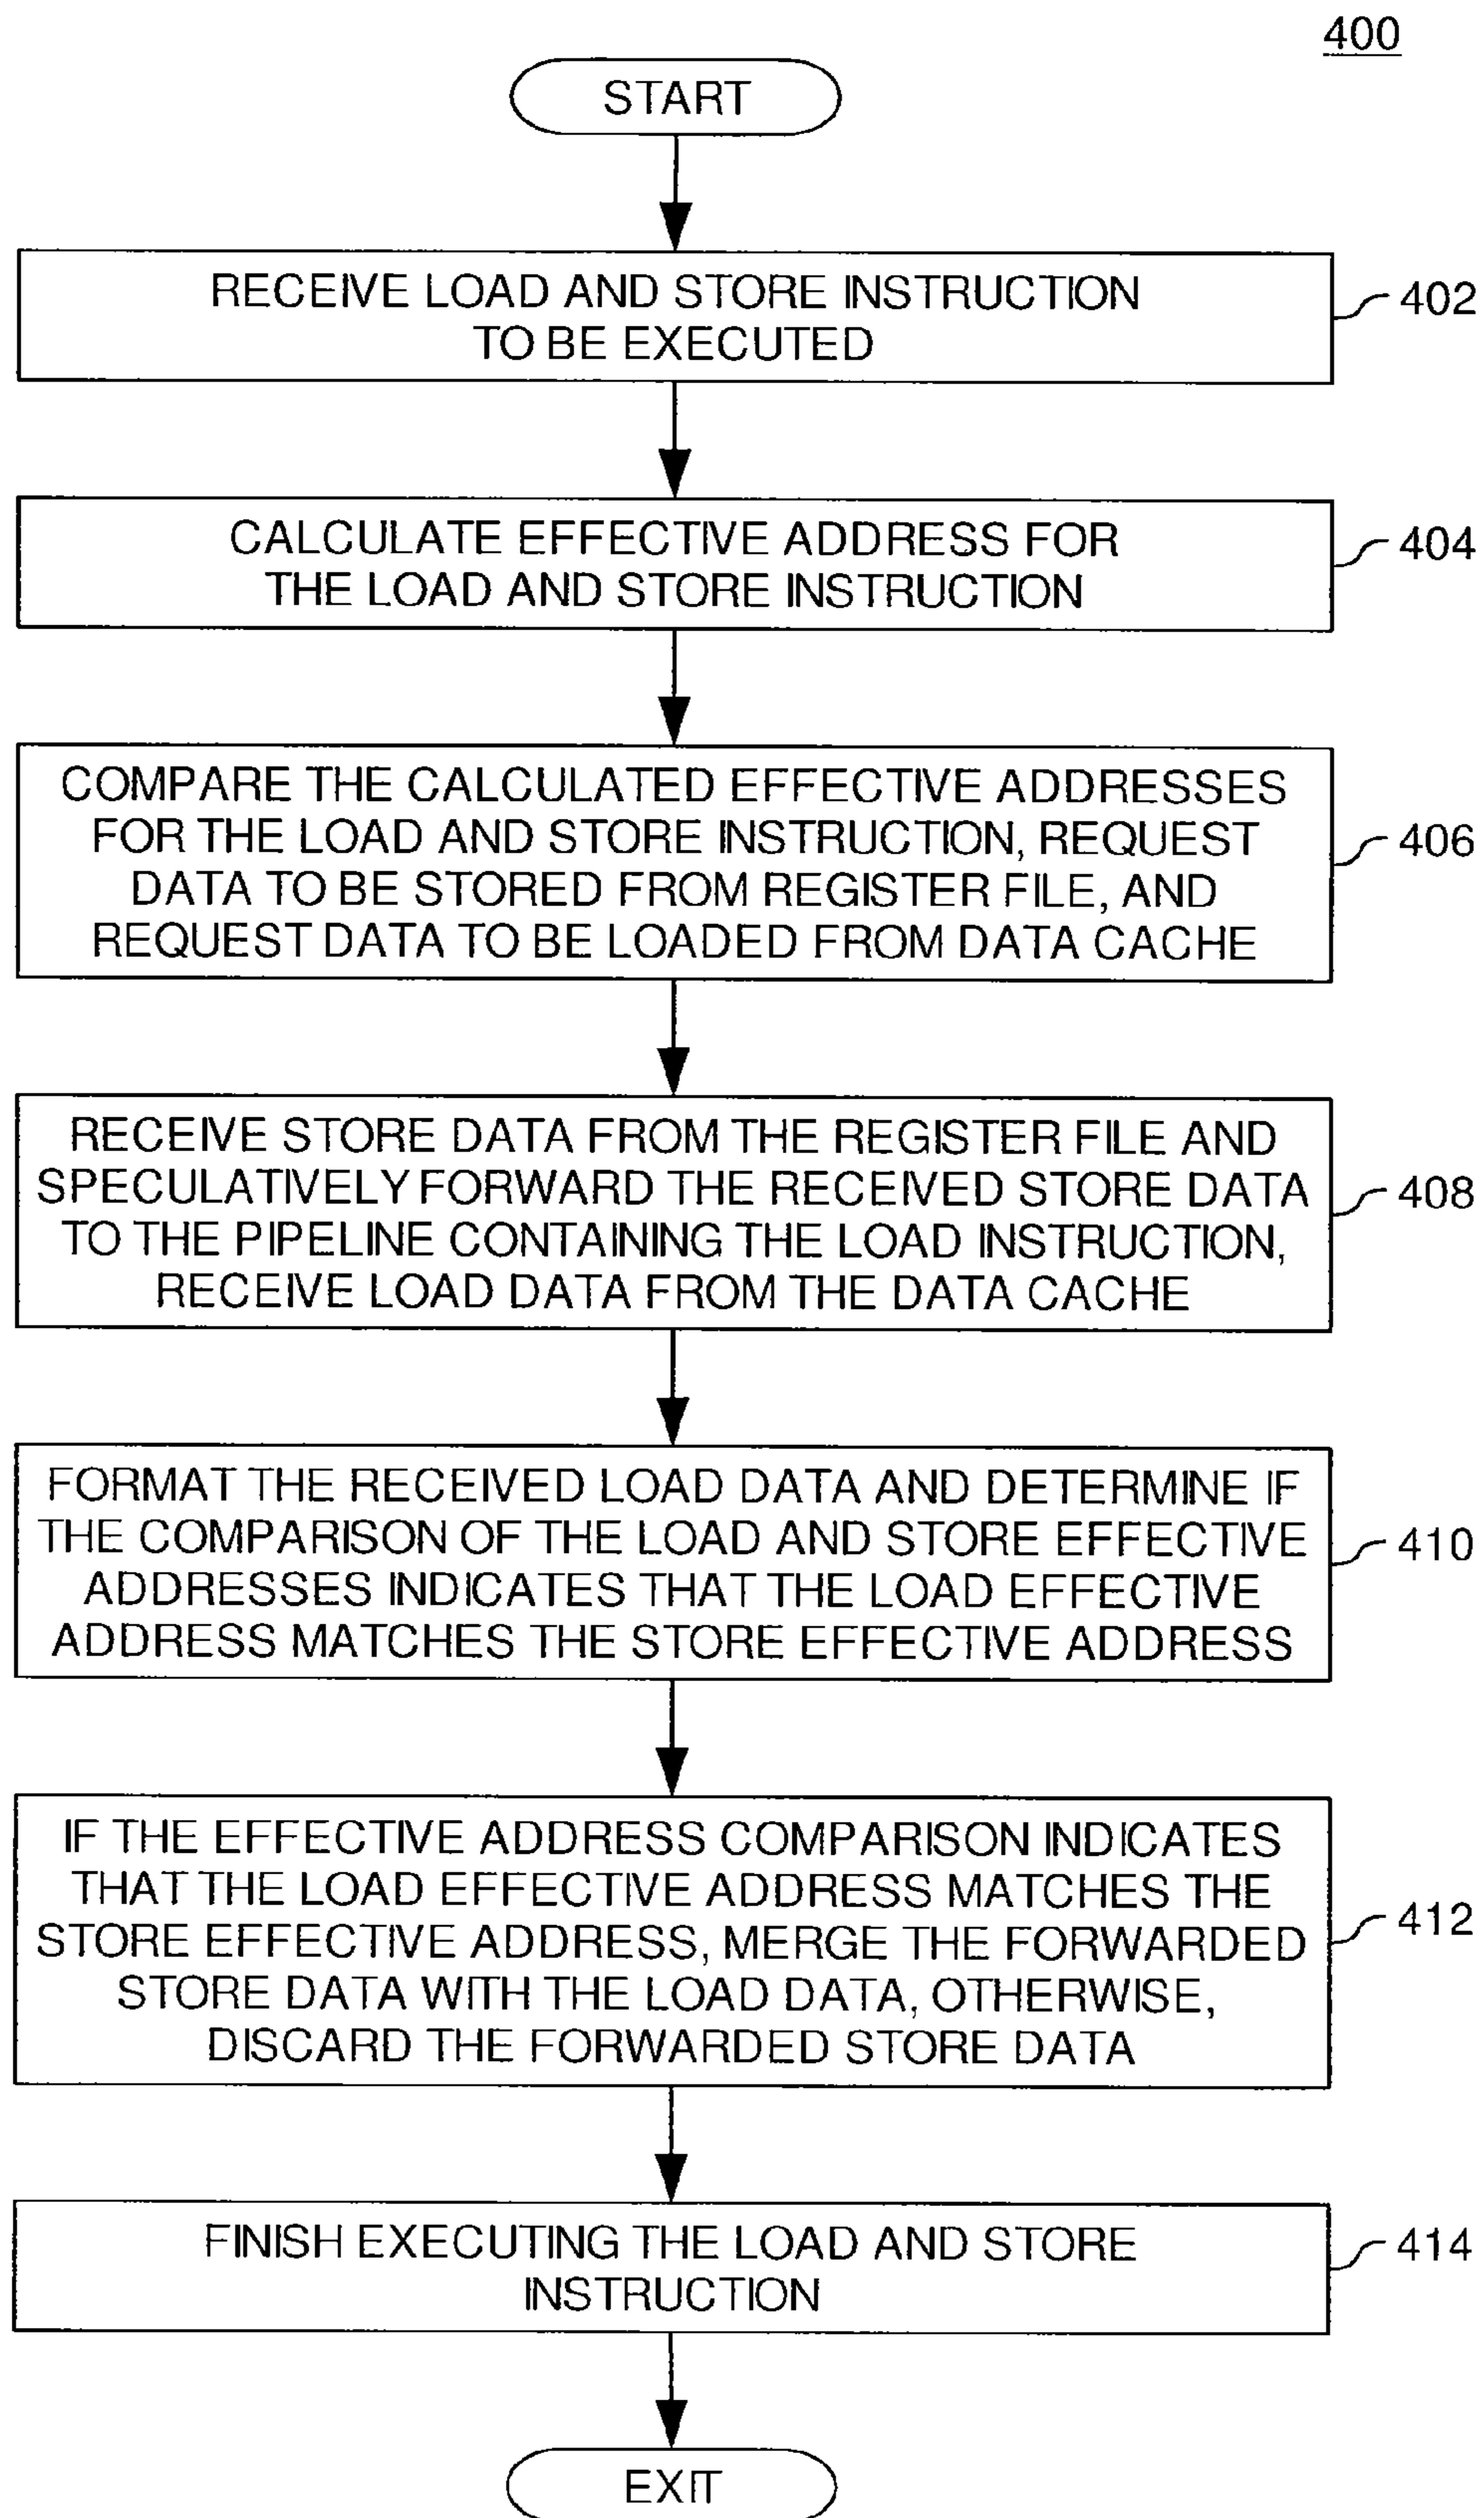 400
START
RECEIVE LOAD AND STORE INSTRUCTION
TO BE EXECUTED
402
CALCULATE EFFECTIVE ADDRESS FOR
THE LOAD AND STORE INSTRUCTION
404
COMPARE THE CALCULATED EFFECTIVE ADDRESSES
FOR THE LOAD AND STORE INSTRUCTION, REQUEST
DATA TO BE STORED FROM REGISTER FILE, AND
REQUEST DATA TO BE LOADED FROM DATA CACHE
406
RECEIVE STORE DATA FROM THE REGISTER FILE AND
SPECULATIVELY FORWARD THE RECEIVED STORE DATA
TO THE PIPELINE CONTAINING THE LOAD INSTRUCTION,
RECEIVE LOAD DATA FROM THE DATA CACHE
408
FORMAT THE RECEIVED LOAD DATA AND DETERMINE IF
THE COMPARISON OF THE LOAD AND STORE EFFECTIVE
ADDRESSES INDICATES THAT THE LOAD EFFECTIVE
ADDRESS MATCHES THE STORE EFFECTIVE ADDRESS
410
IF THE EFFECTIVE ADDRESS COMPARISON INDICATES
THAT THE LOAD EFFECTIVE ADDRESS MATCHES THE
STORE EFFECTIVE ADDRESS, MERGE THE FORWARDED
STORE DATA WITH THE LOAD DATA, OTHERWISE,
DISCARD THE FORWARDED STORE DATA
412
FINISH EXECUTING THE LOAD AND STORE
INSTRUCTION
414
EXIT